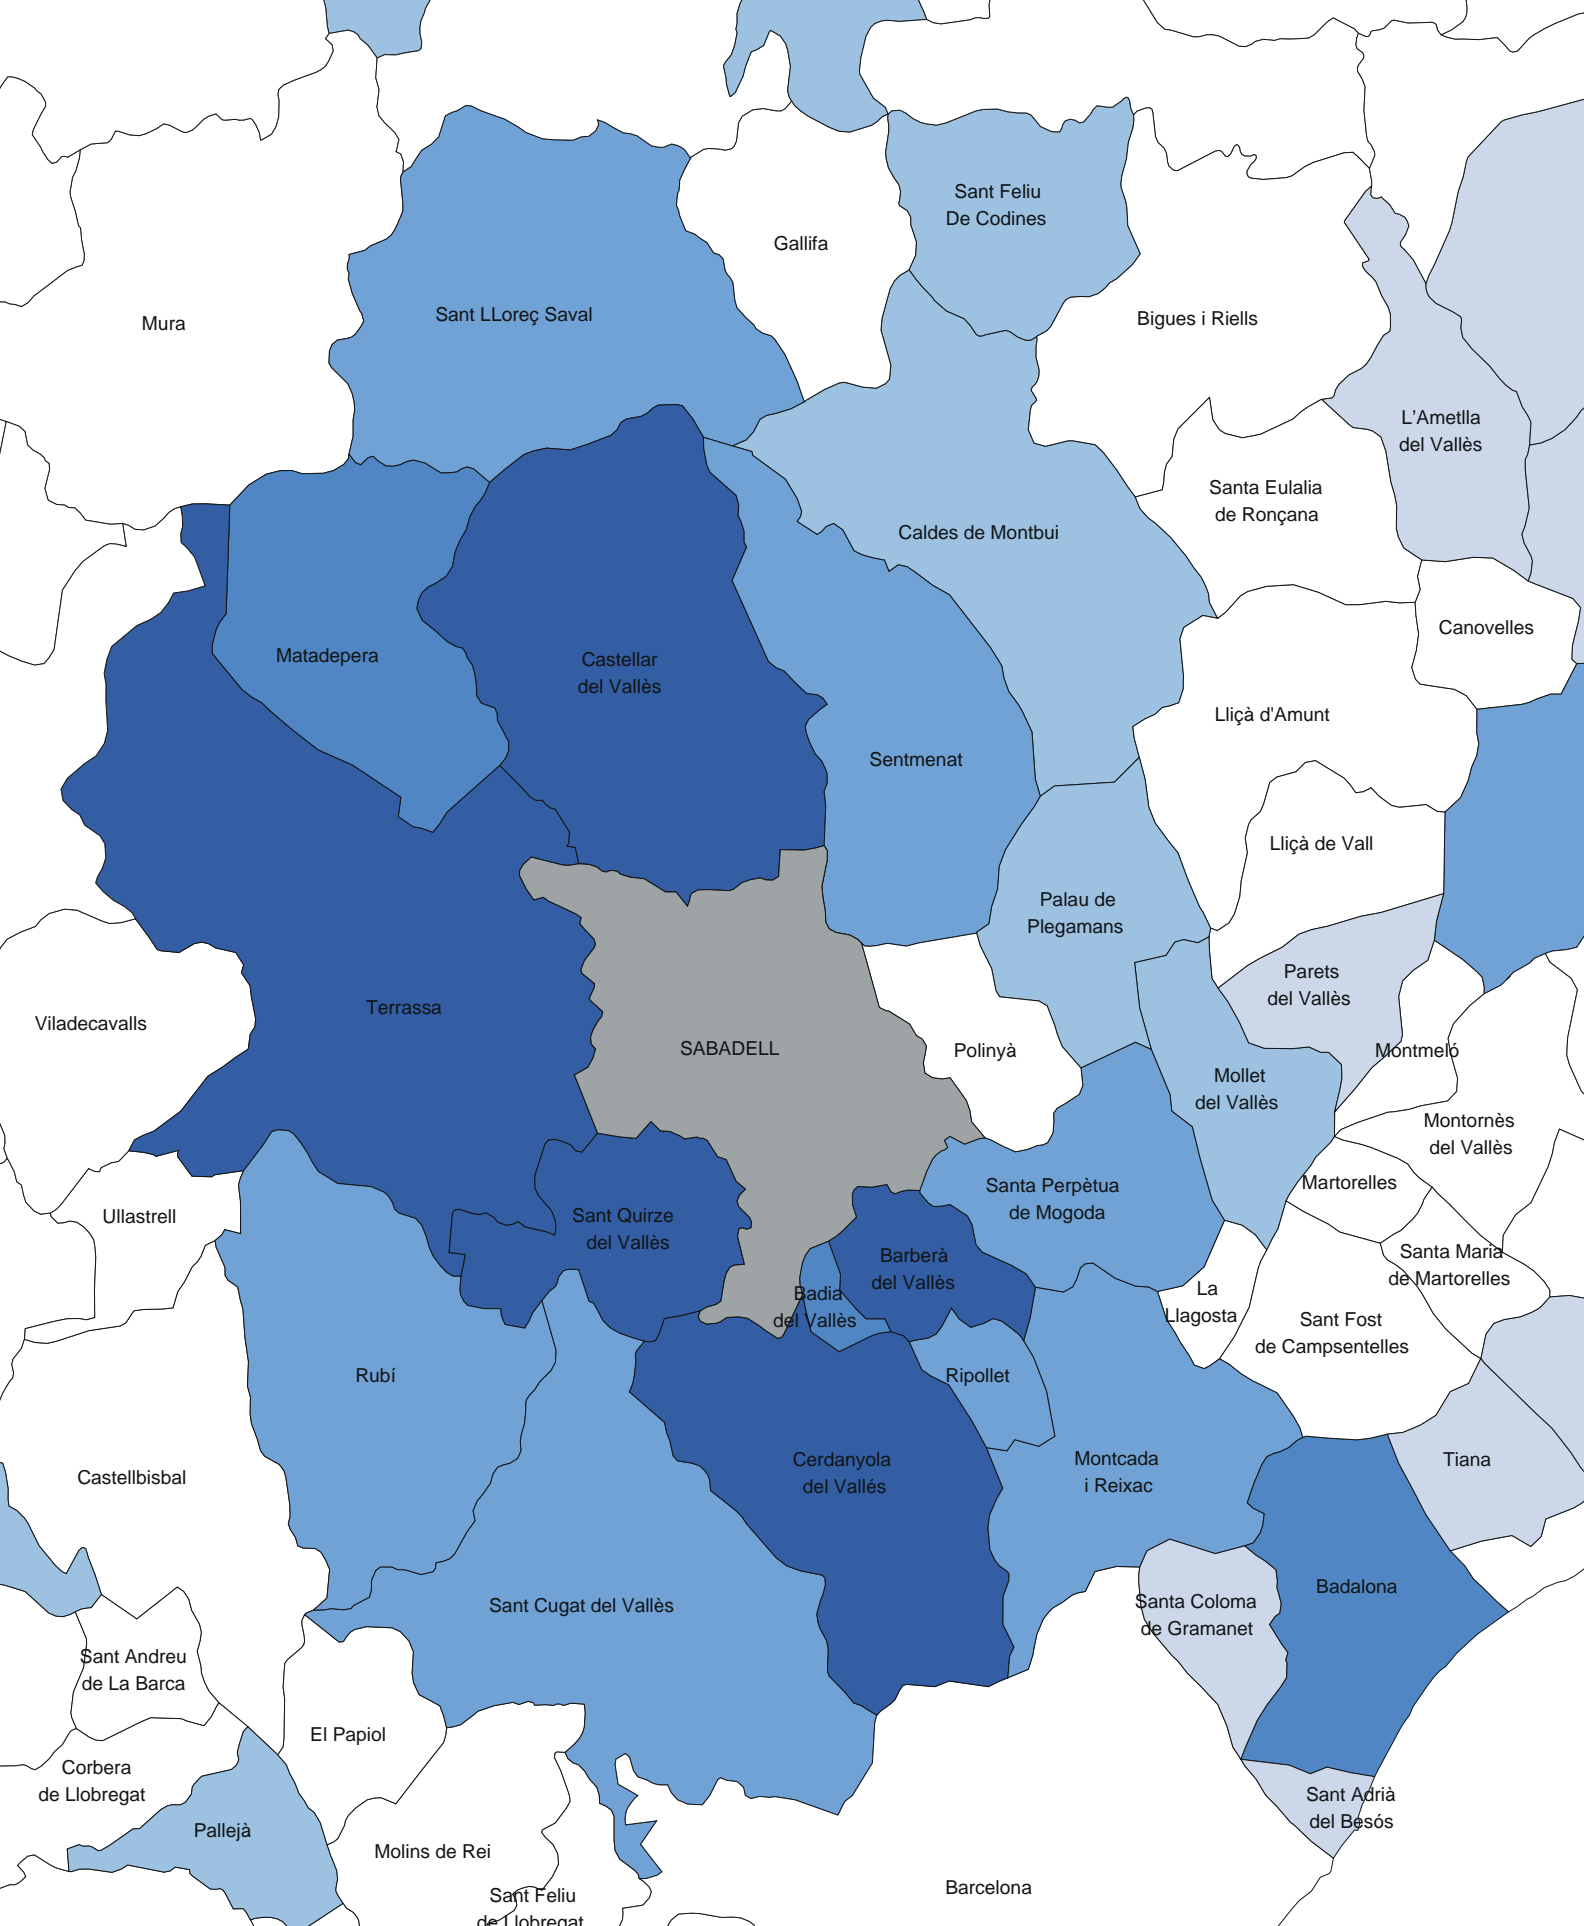 Sant Feliu
De Codines
Gallifa
Mura
Sant LLoreç Saval
Bigues i Riells
L'Ametlla
del Vallès
Santa Eulalia
de Ronçana
Caldes de Montbui
Canovelles
Matadepera
Castellar
del Vallès
Lliçà d'Amunt
Sentmenat
Lliçà de Vall
Palau de
Plegamans
Parets
del Vallès
Terrassa
Viladecavalls
SABADELL
Polinyà
Montmeló
Mollet
del Vallès
Montornès
del Vallès
Martorelles
Santa Perpètua
de Mogoda
Ullastrell
Sant Quirze
del Vallès
Barberà
del Vallès
Santa Maria
de Martorelles
La
Llagosta
Badia
del Vallès
Sant Fost
de Campsentelles
Rubí
Ripollet
Cerdanyola
del Vallés
Montcada
i Reixac
Tiana
Castellbisbal
Badalona
Sant Cugat del Vallès
Santa Coloma
de Gramanet
Sant Andreu
de La Barca
El Papiol
Corbera
de Llobregat
Sant Adrià
del Besós
Pallejà
Molins de Rei
Barcelona
Sant Feliu
de Llobregat